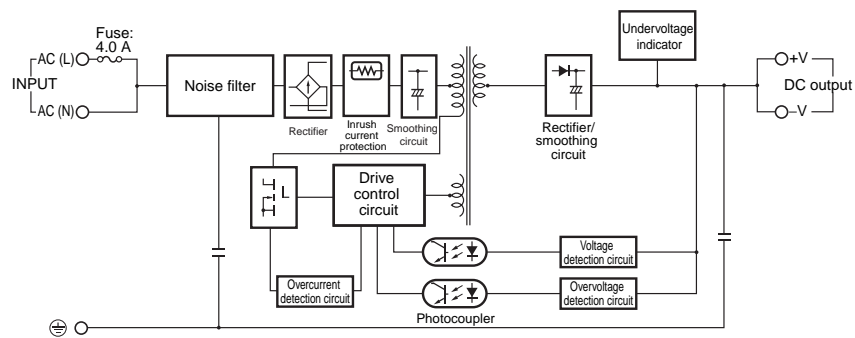 Fuse:
4.0 A
AC (L)
INPUT
AC (N)
Noise filter
Rectifier
Inrush
current
protection
Smoothing
circuit
Rectifier/
smoothing
circuit
Undervoltage
indicator
+V
DC output
–V
Drive
control
circuit
Overcurrent
detection circuit
Voltage
detection circuit
Overvoltage
detection circuit
Photocoupler